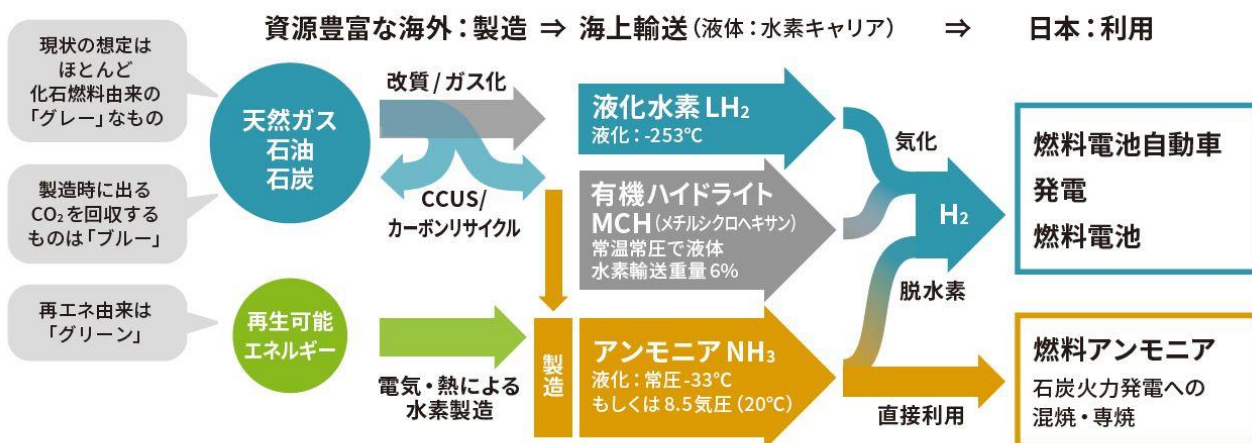 資源豊富な海外：製造 ⇒ 海上輸送（液体：水素キャリア） ⇒ 日本：利用
現状の想定は
ほとんど
化石燃料由来の
「グレー」なもの
製造時に出る
CO₂を回収する
ものは「ブルー」
再エネ由来は
「グリーン」
天然ガス
石油
石炭
再生可能
エネルギー
改質 / ガス化
CCUS/
カーボンリサイクル
電気・熱による
水素製造
製造
液化水素 LH₂
液化：-253℃
有機ハイドライト
MCH（メチルシクロヘキサン）
常温常圧で液体
水素輸送重量 6%
アンモニア NH₃
液化：常圧 -33℃
もしくは 8.5気圧（20℃）
気化
H₂
脱水素
直接利用
燃料電池自動車
発電
燃料電池
燃料アンモニア
石炭火力発電への
混焼・専焼